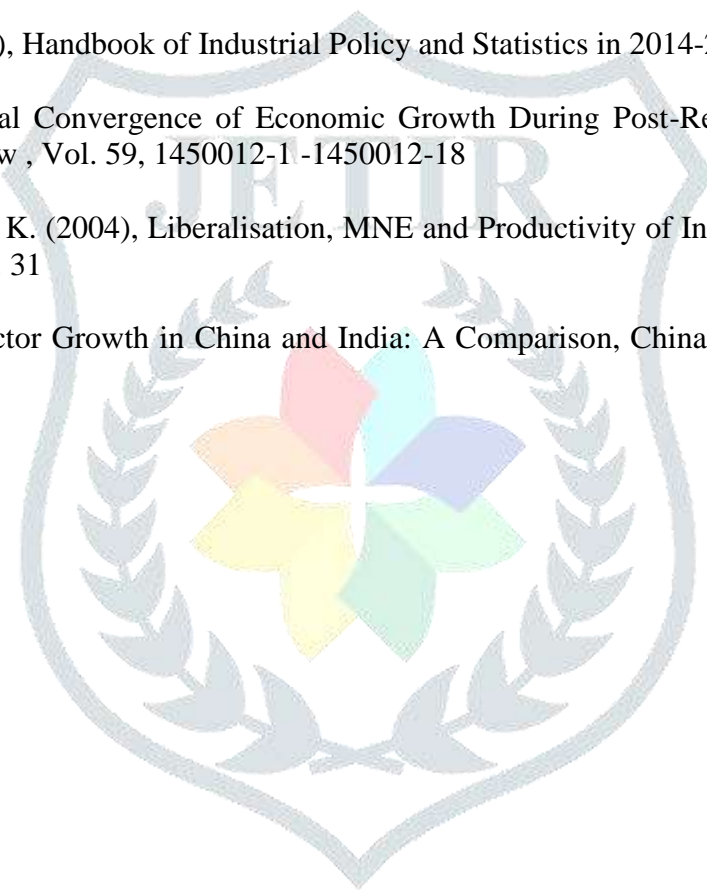 ), Handbook of Industrial Policy and Statistics in 2014-2
al Convergence of Economic Growth During Post-Re
w , Vol. 59, 1450012-1 -1450012-18
JETIR
K. (2004), Liberalisation, MNE and Productivity of In
31
ctor Growth in China and India: A Comparison, China